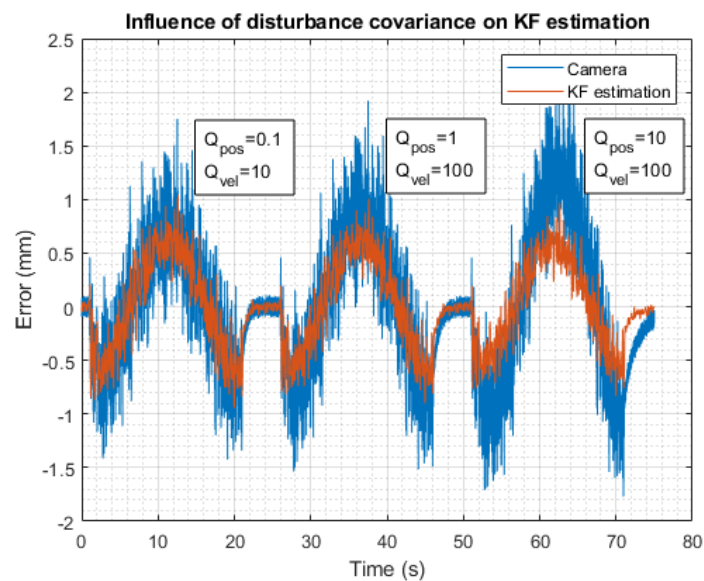 Influence of disturbance covariance on KF estimation
2.5
2
1.5
1
0.5
0
-0.5
-1
-1.5
-2
Error (mm)
Camera
KF estimation
Qpos=0.1
Qvel=10
Qpos=1
Qvel=100
Qpos=10
Qvel=100
0 10 20 30 40 50 60 70 80
Time (s)